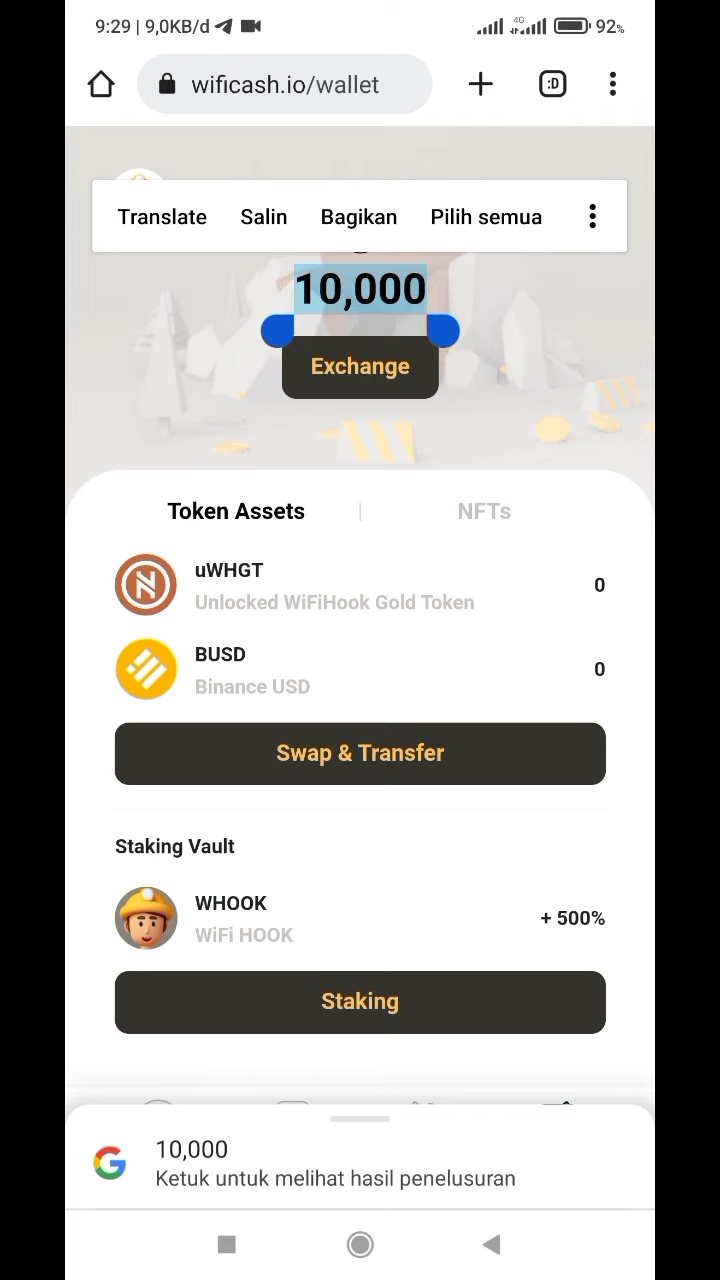 9:29 | 9,0KB/d
4G
92%
wificash.io/wallet
:D
Translate Salin Bagikan Pilih semua
10,000
Exchange
Token Assets | NFTs
uWHGT
Unlocked WiFiHook Gold Token
0
BUSD
Binance USD
0
Swap & Transfer
Staking Vault
WHOOK
WiFi HOOK
+ 500%
Staking
10,000
Ketuk untuk melihat hasil penelusuran